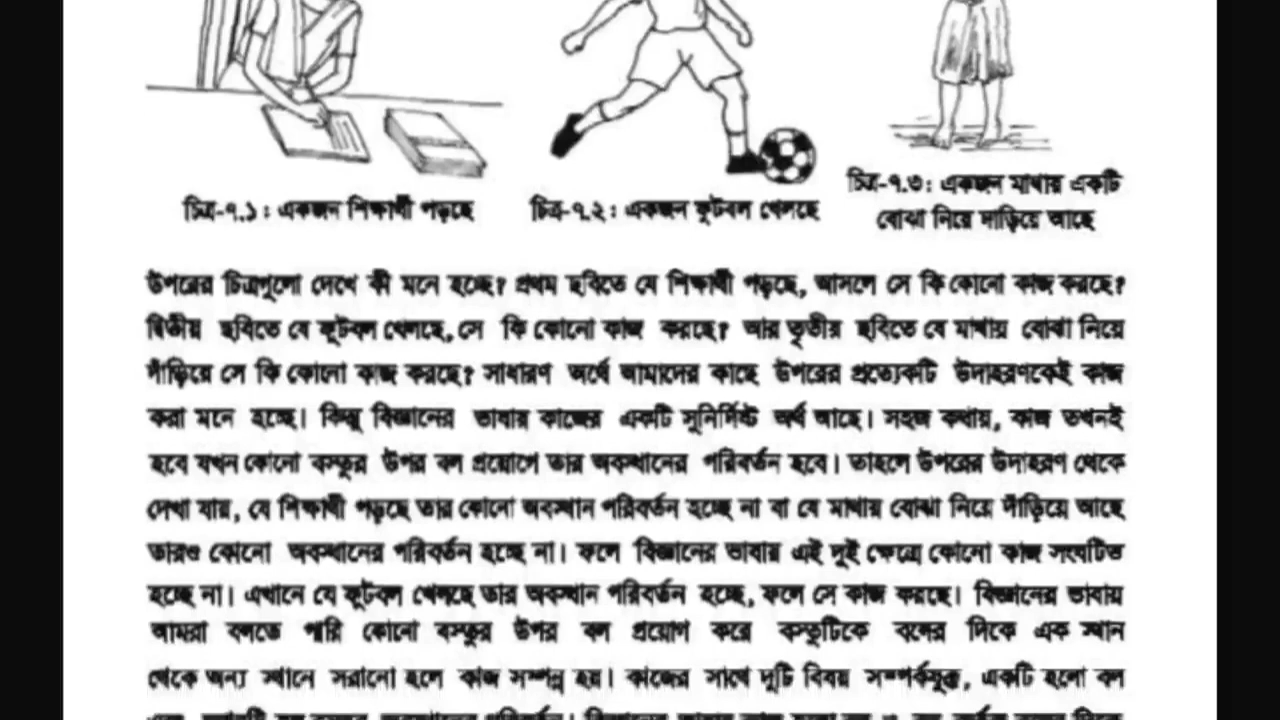 চিত্র-৭.১ : একজন শিক্ষার্থী পড়ছে
চিত্র-৭.২ : একজন ফুটবল খেলছে
চিত্র-৭.৩ : একজন মাথায় একটি
বোঝা নিয়ে দাড়িয়ে আছে
উপরের চিত্রগুলো দেখে কী মনে হচ্ছে? প্রথম ছবিতে যে শিক্ষার্থী পড়ছে, আসলে সে কি কোনো কাজ করছে?
দ্বিতীয় ছবিতে যে ফুটবল খেলছে, সে কি কোনো কাজ করছে? আর তৃতীয় ছবিতে যে মাথায় বোঝা নিয়ে
দাঁড়িয়ে সে কি কোনো কাজ করছে? সাধারণ অর্থে আমাদের কাছে উপরের প্রত্যেকটি উদাহরণকেই কাজ
করা মনে হচ্ছে। কিন্তু বিজ্ঞানের ভাষায় কাজের একটি সুনির্দিষ্ট অর্থ আছে। সহজ কথায়, কাজ তখনই
হবে যখন কোনো বস্তুর উপর বল প্রয়োগে তার অবস্থানের পরিবর্তন হবে। তাহলে উপরের উদাহরণ থেকে
দেখা যায়, যে শিক্ষার্থী পড়ছে তার কোনো অবস্থান পরিবর্তন হচ্ছে না বা যে মাথায় বোঝা নিয়ে দাঁড়িয়ে আছে
তারও কোনো অবস্থানের পরিবর্তন হচ্ছে না। ফলে বিজ্ঞানের ভাষায় এই দুই ক্ষেত্রে কোনো কাজ সংঘটিত
হচ্ছে না। এখানে যে ফুটবল খেলছে তার অবস্থান পরিবর্তন হচ্ছে, ফলে সে কাজ করছে। বিজ্ঞানের ভাষায়
আমরা বলতে পারি কোনো বস্তুর উপর বল প্রয়োগ করে বস্তুটিকে বলের দিকে এক স্থান
থেকে অন্য স্থানে সরানো হলে কাজ সম্পন্ন হয়। কাজের সাথে দুটি বিষয় সম্পর্কযুক্ত, একটি হলো বল